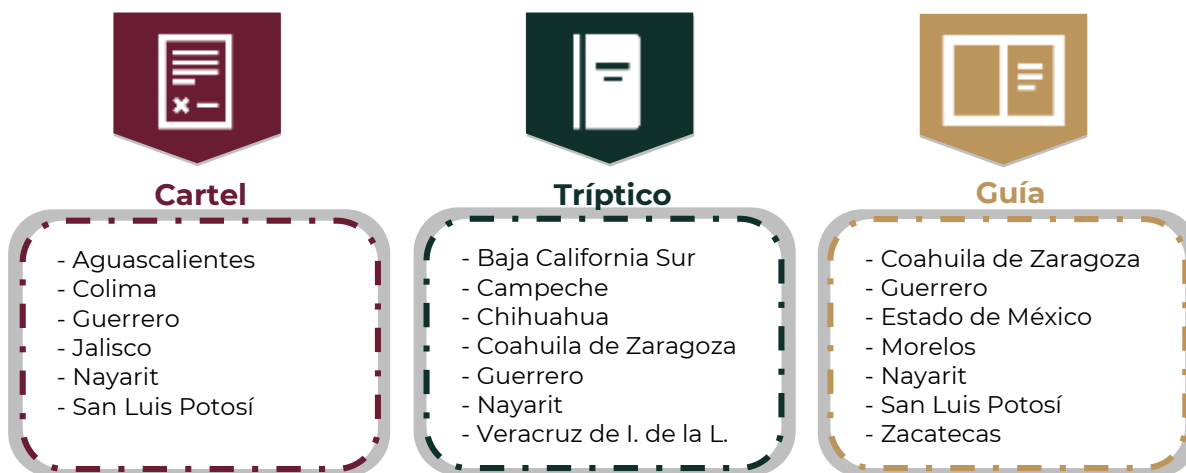 Cartel
- Aguascalientes
- Colima
- Guerrero
- Jalisco
- Nayarit
- San Luis Potosí
Tríptico
- Baja California Sur
- Campeche
- Chihuahua
- Coahuila de Zaragoza
- Guerrero
- Nayarit
- Veracruz de I. de la L.
Guía
- Coahuila de Zaragoza
- Guerrero
- Estado de México
- Morelos
- Nayarit
- San Luis Potosí
- Zacatecas